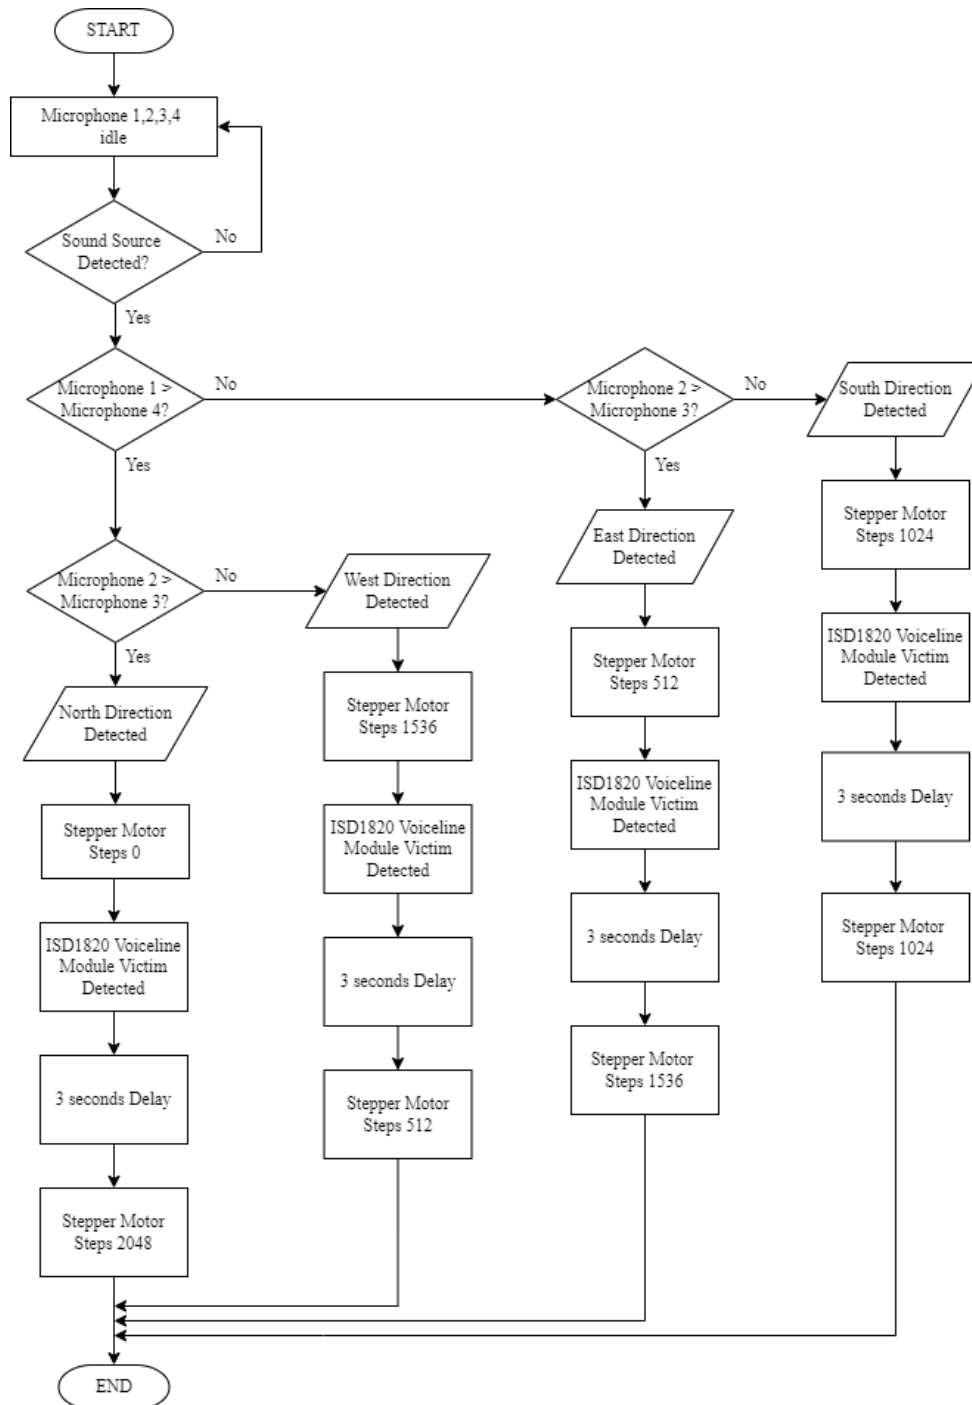 START
Microphone 1,2,3,4
idle
Sound Source
Detected?
No
Yes
Microphone 1 >
Microphone 4?
No
Yes
Microphone 2 >
Microphone 3?
No
Yes
South Direction
Detected
Stepper Motor
Steps 1024
ISD1820 Voiceline
Module Victim
Detected
3 seconds Delay
Stepper Motor
Steps 1024
East Direction
Detected
Stepper Motor
Steps 512
ISD1820 Voiceline
Module Victim
Detected
3 seconds Delay
Stepper Motor
Steps 1536
Microphone 2 >
Microphone 3?
No
Yes
West Direction
Detected
Stepper Motor
Steps 1536
ISD1820 Voiceline
Module Victim
Detected
3 seconds Delay
Stepper Motor
Steps 512
North Direction
Detected
Stepper Motor
Steps 0
ISD1820 Voiceline
Module Victim
Detected
3 seconds Delay
Stepper Motor
Steps 2048
END